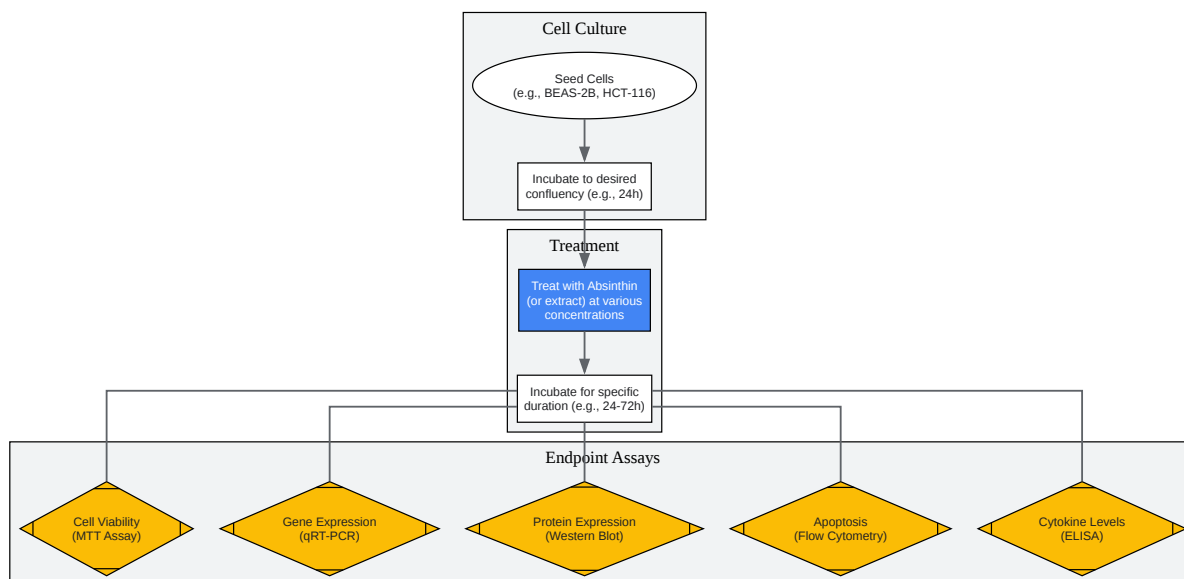 Cell Culture
Seed Cells
(e.g., BEAS-2B, HCT-116)
Incubate to desired
confluency (e.g., 24h)
Treatment
Treat with Absinthin
(or extract) at various
concentrations
Incubate for specific
duration (e.g., 24-72h)
Endpoint Assays
Cell Viability
(MTT Assay)
Gene Expression
(qRT-PCR)
Protein Expression
(Western Blot)
Apoptosis
(Flow Cytometry)
Cytokine Levels
(ELISA)